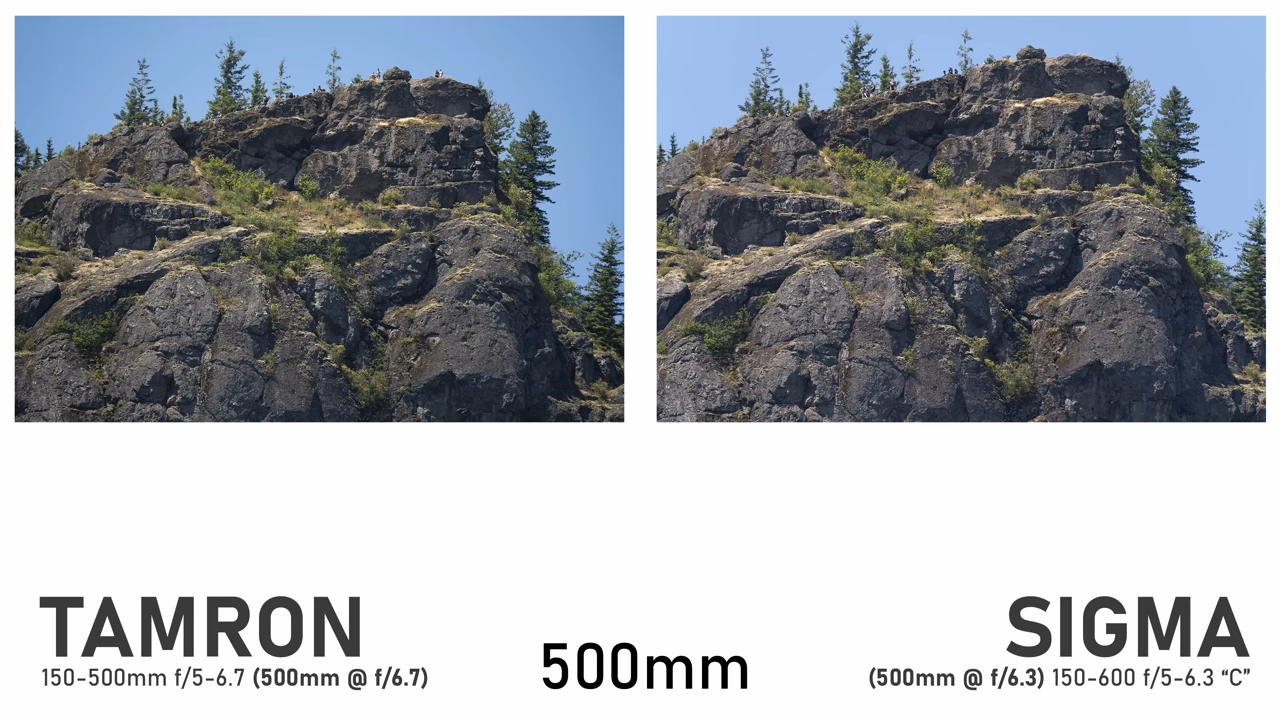 TAMRON
150-500mm f/5-6.7 (500mm @ f/6.7)
500mm
SIGMA
(500mm @ f/6.3) 150-600 f/5-6.3 “C”